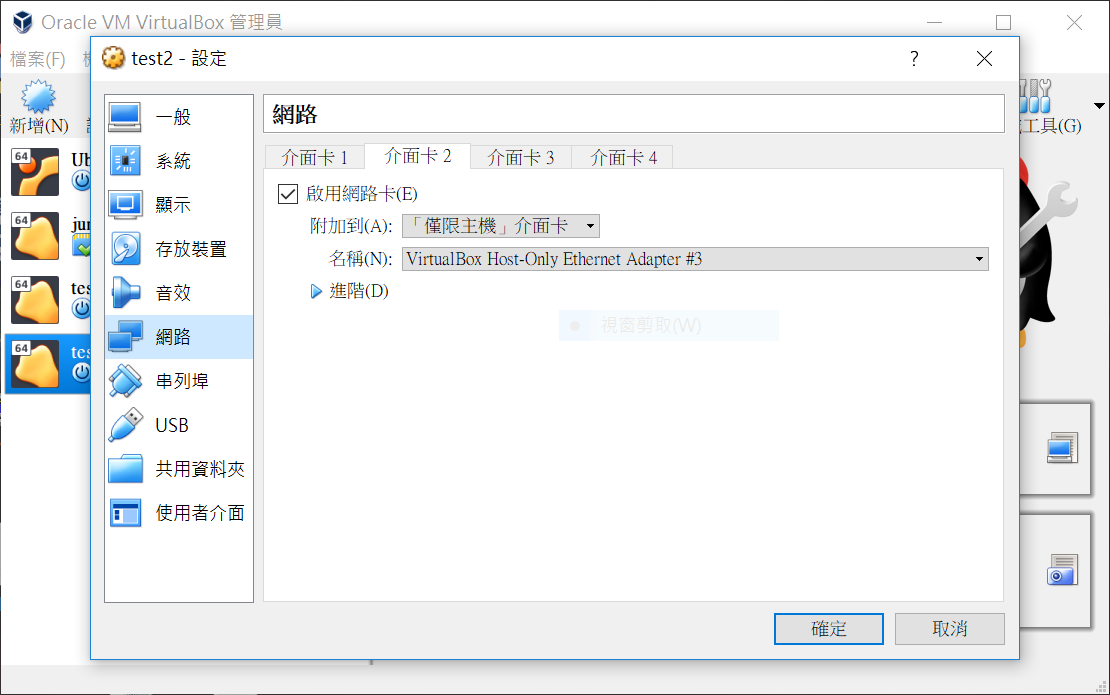 Oracle VM VirtualBox 管理員
檔案(F)
test2 - 設定
?
新增(N)
工具(G)
64
Ub
64
jun
64
tes
64
tes
一般
系統
顯示
存放裝置
音效
網路
串列埠
USB
共用資料夾
使用者介面
網路
介面卡 1
介面卡 2
介面卡 3
介面卡 4
啟用網路卡(E)
附加到(A):
「僅限主機」介面卡
名稱(N):
VirtualBox Host-Only Ethernet Adapter #3
進階(D)
視窗剪取(W)
確定
取消